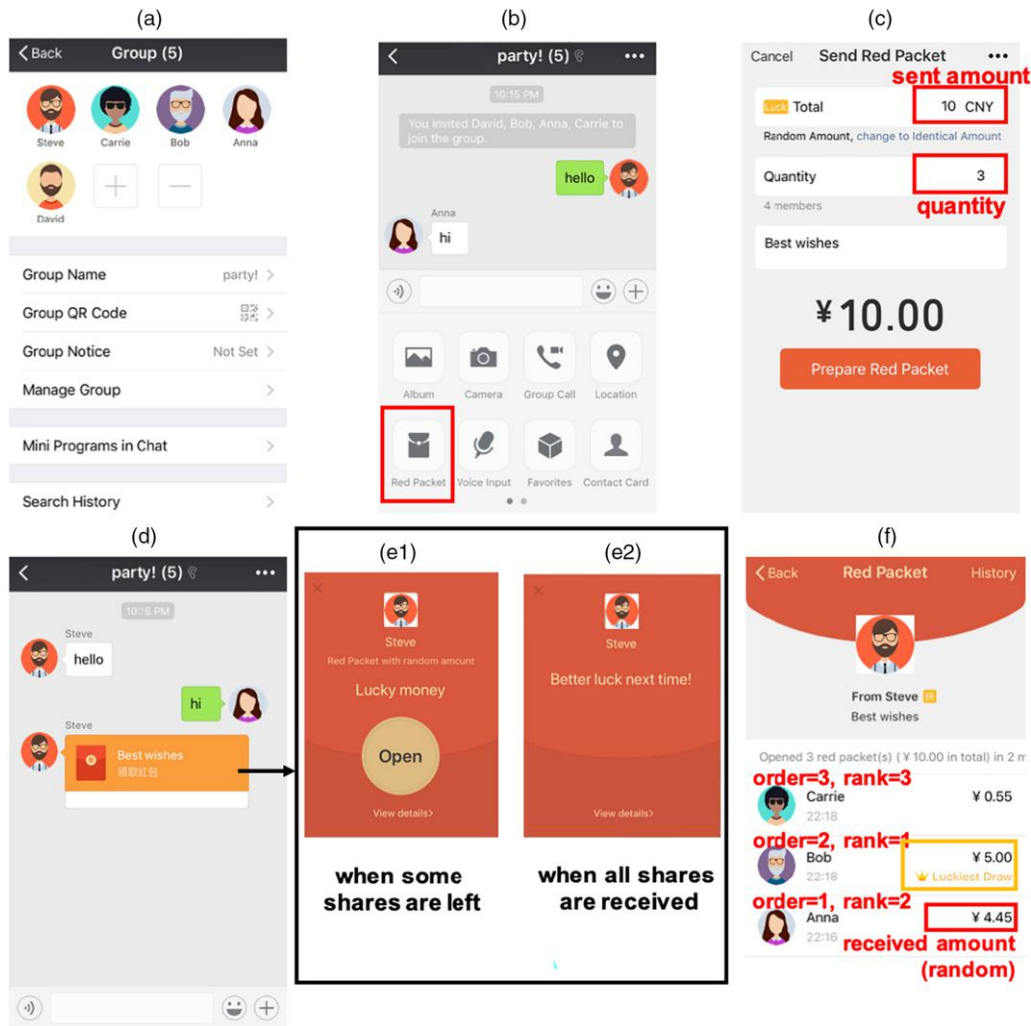 (a)
Back
Group (5)
Steve
Carrie
Bob
Anna
David
Group Name
party!
Group QR Code
Group Notice
Not Set
Manage Group
Mini Programs in Chat
Search History
(b)
party! (5)
10:15 PM
You invited David, Bob, Anna, Carrie to
join the group.
hello
Anna
hi
Album
Camera
Group Call
Location
Red Packet
Voice Input
Favorites
Contact Card
(c)
Cancel
Send Red Packet
sent amount
Luck Total
10 CNY
Random Amount, change to Identical Amount
Quantity
3
4 members
quantity
Best wishes
¥10.00
Prepare Red Packet
(d)
party! (5)
Steve
hello
hi
Steve
Best wishes
領取紅包
(e1)
Steve
Red Packet with random amount
Lucky money
Open
View details>
when some
shares are left
(e2)
Steve
Better luck next time!
View details>
when all shares
are received
(f)
Back
Red Packet
History
From Steve
Best wishes
Opened 3 red packet(s) (¥10.00 in total) in 2 m
order=3, rank=3
Carrie
¥ 0.55
22:18
order=2, rank=1
Bob
¥ 5.00
22:18
Luckiest Draw
order=1, rank=2
Anna
¥ 4.45
22:16
received amount
(random)